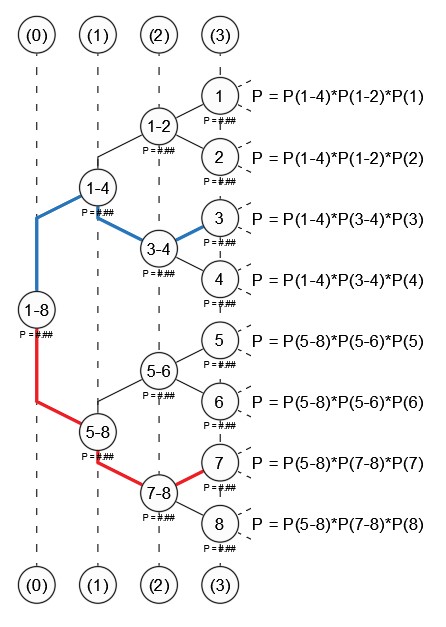 (0) (1) (2) (3)
1 P = P(1-4)*P(1-2)*P(1)
P = #.##
1-2
P = #.##
2 P = P(1-4)*P(1-2)*P(2)
P = #.##
1-4
P = #.##
3 P = P(1-4)*P(3-4)*P(3)
P = #.##
3-4
P = #.##
4 P = P(1-4)*P(3-4)*P(4)
P = #.##
1-8
P = #.##
5 P = P(5-8)*P(5-6)*P(5)
P = #.##
5-6
P = #.##
6 P = P(5-8)*P(5-6)*P(6)
P = #.##
5-8
P = #.##
7 P = P(5-8)*P(7-8)*P(7)
P = #.##
7-8
P = #.##
8 P = P(5-8)*P(7-8)*P(8)
P = #.##
(0) (1) (2) (3)